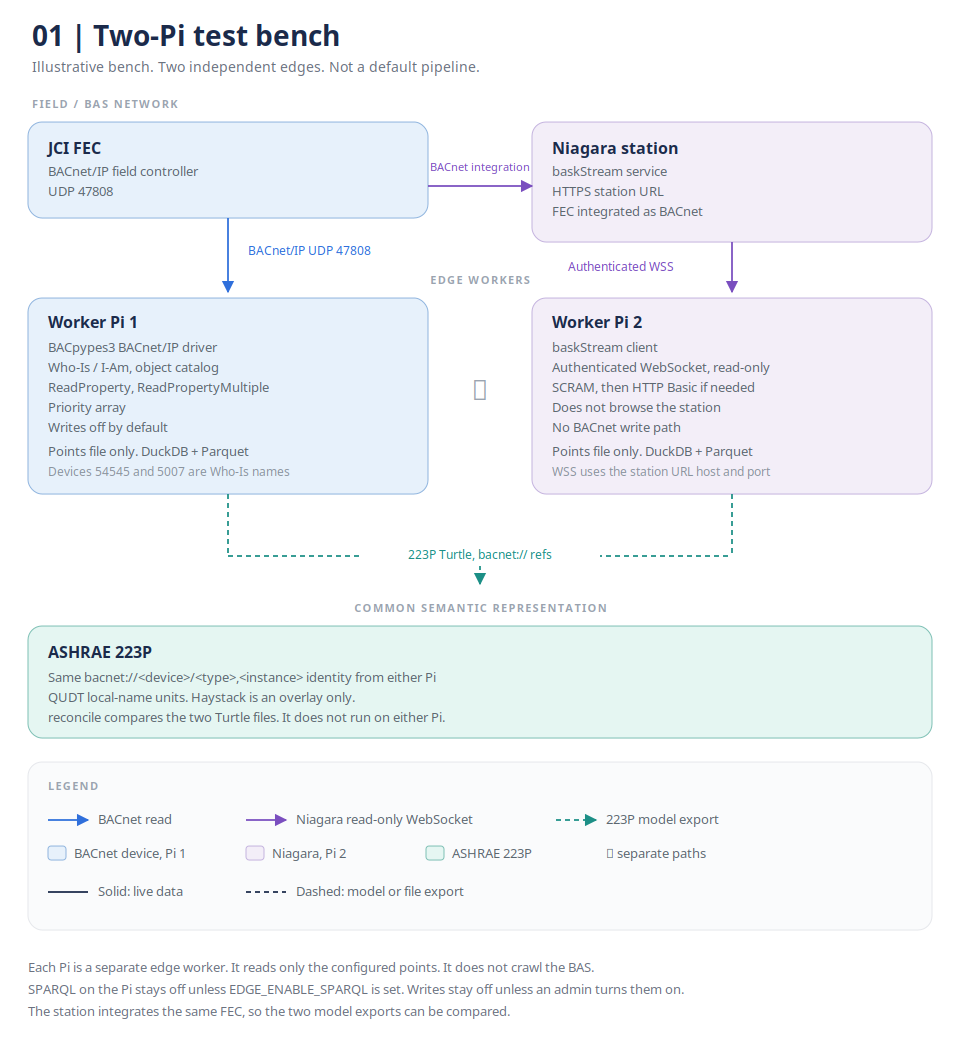 01 | Two-Pi test bench
Illustrative bench. Two independent edges. Not a default pipeline.
FIELD / BAS NETWORK
JCI FEC
BACnet/IP field controller
UDP 47808
BACnet integration
Niagara station
baskStream service
HTTPS station URL
FEC integrated as BACnet
BACnet/IP UDP 47808
Authenticated WSS
EDGE WORKERS
Worker Pi 1
BACpypes3 BACnet/IP driver
Who-Is / I-Am, object catalog
ReadProperty, ReadPropertyMultiple
Priority array
Writes off by default
Points file only. DuckDB + Parquet
Devices 54545 and 5007 are Who-Is names
Worker Pi 2
baskStream client
Authenticated WebSocket, read-only
SCRAM, then HTTP Basic if needed
Does not browse the station
No BACnet write path
Points file only. DuckDB + Parquet
WSS uses the station URL host and port
223P Turtle, bacnet:// refs
COMMON SEMANTIC REPRESENTATION
ASHRAE 223P
Same bacnet://<device>/<type>,<instance> identity from either Pi
QUDT local-name units. Haystack is an overlay only.
reconcile compares the two Turtle files. It does not run on either Pi.
LEGEND
BACnet read
Niagara read-only WebSocket
223P model export
BACnet device, Pi 1
Niagara, Pi 2
ASHRAE 223P
separate paths
Solid: live data
Dashed: model or file export
Each Pi is a separate edge worker. It reads only the configured points. It does not crawl the BAS.
SPARQL on the Pi stays off unless EDGE_ENABLE_SPARQL is set. Writes stay off unless an admin turns them on.
The station integrates the same FEC, so the two model exports can be compared.